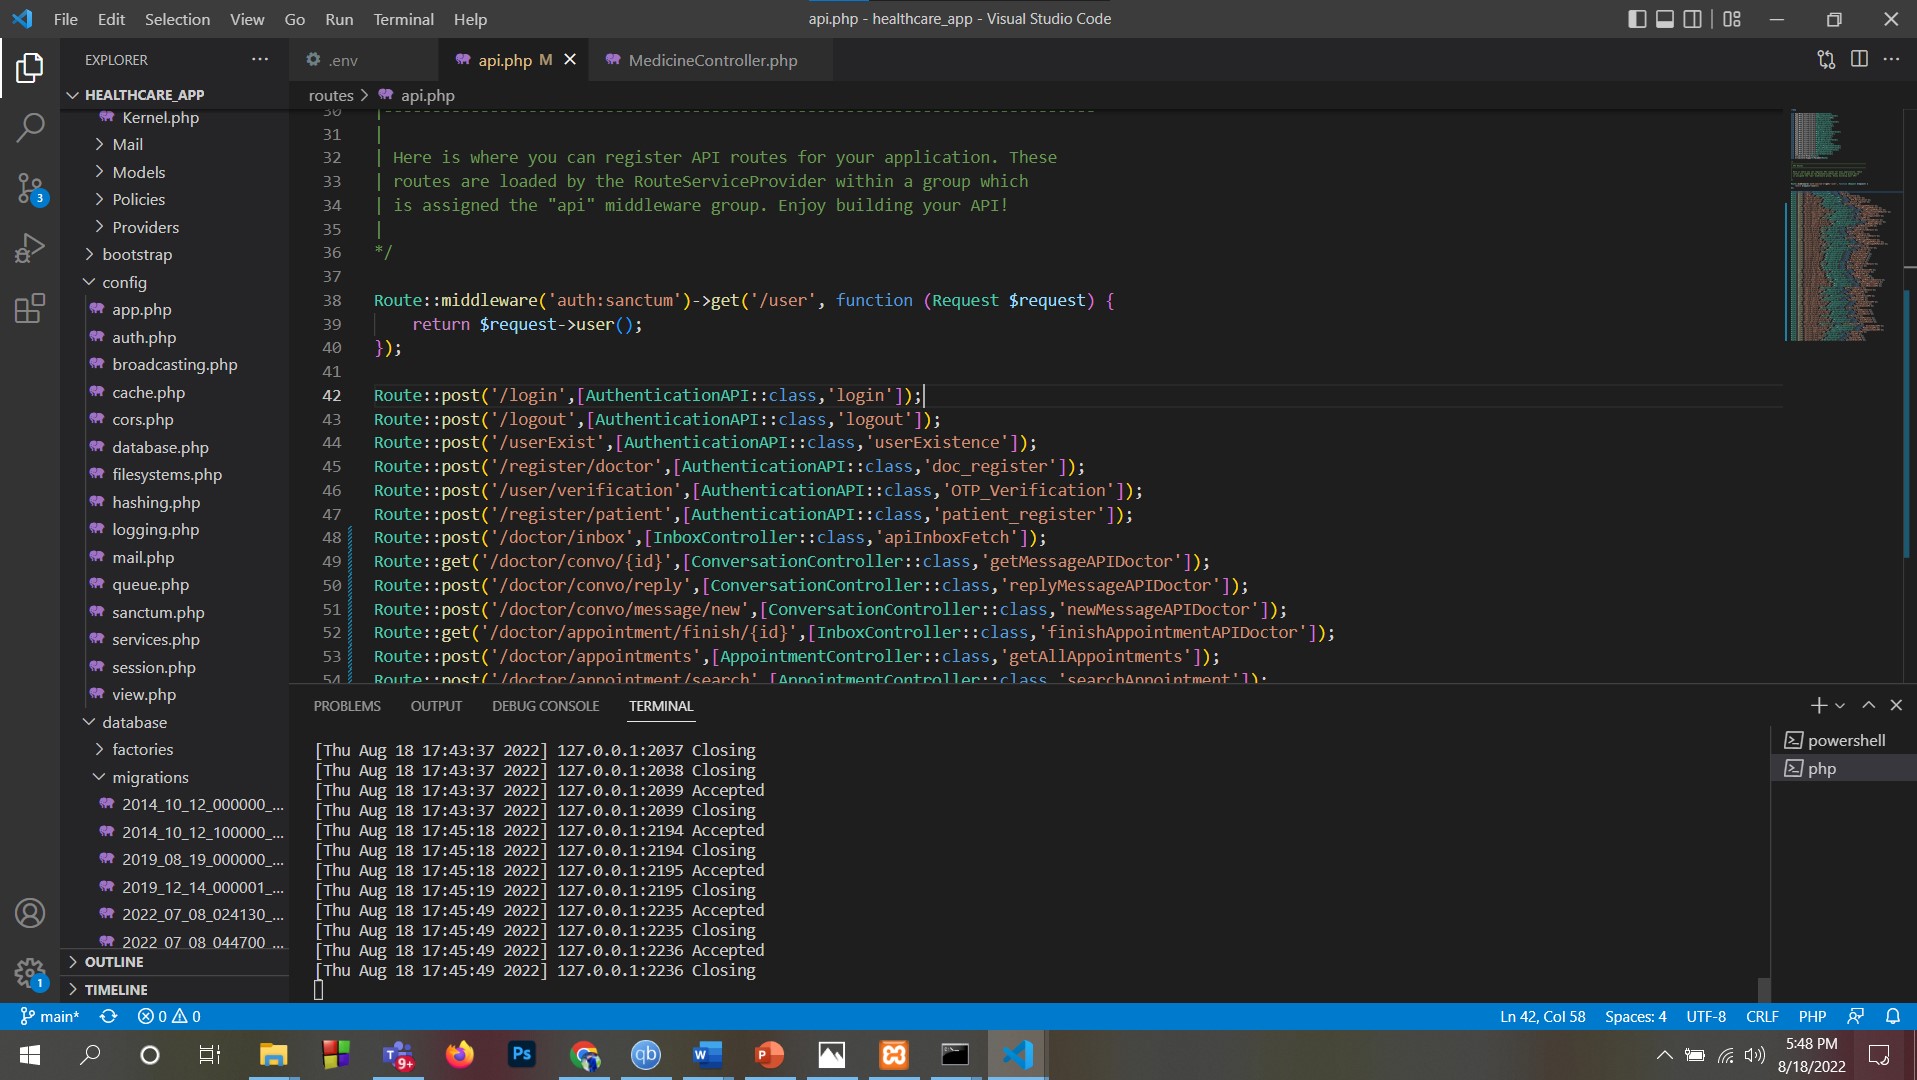 File Edit Selection View Go Run Terminal Help
api.php - healthcare_app - Visual Studio Code
EXPLORER
.env
api.php M
MedicineController.php
HEALTHCARE_APP
routes > api.php
Kernel.php
Mail
Models
Policies
Providers
bootstrap
config
app.php
auth.php
broadcasting.php
cache.php
cors.php
database.php
filesystems.php
hashing.php
logging.php
mail.php
queue.php
sanctum.php
services.php
session.php
view.php
database
factories
migrations
2014_10_12_000000_...
2014_10_12_100000_...
2019_08_19_000000_...
2019_12_14_000001_...
2022_07_08_024130_...
2022_07_08_044700_...
OUTLINE
TIMELINE
30 |--------------------------------------------------------------------------
31 |
32 | Here is where you can register API routes for your application. These
33 | routes are loaded by the RouteServiceProvider within a group which
34 | is assigned the "api" middleware group. Enjoy building your API!
35 |
36 */
37
38 Route::middleware('auth:sanctum')->get('/user', function (Request $request) {
39     return $request->user();
40 });
41
42 Route::post('/login',[AuthenticationAPI::class,'login']);
43 Route::post('/logout',[AuthenticationAPI::class,'logout']);
44 Route::post('/userExist',[AuthenticationAPI::class,'userExistence']);
45 Route::post('/register/doctor',[AuthenticationAPI::class,'doc_register']);
46 Route::post('/user/verification',[AuthenticationAPI::class,'OTP_Verification']);
47 Route::post('/register/patient',[AuthenticationAPI::class,'patient_register']);
48 Route::post('/doctor/inbox',[InboxController::class,'apiInboxFetch']);
49 Route::get('/doctor/convo/{id}',[ConversationController::class,'getMessageAPIDoctor']);
50 Route::post('/doctor/convo/reply',[ConversationController::class,'replyMessageAPIDoctor']);
51 Route::post('/doctor/convo/message/new',[ConversationController::class,'newMessageAPIDoctor']);
52 Route::get('/doctor/appointment/finish/{id}',[InboxController::class,'finishAppointmentAPIDoctor']);
53 Route::post('/doctor/appointments',[AppointmentController::class,'getAllAppointments']);
54 Route::post('/doctor/appointment/search',[AppointmentController::class,'searchAppointment']);
PROBLEMS OUTPUT DEBUG CONSOLE TERMINAL
[Thu Aug 18 17:43:37 2022] 127.0.0.1:2037 Closing
[Thu Aug 18 17:43:37 2022] 127.0.0.1:2038 Closing
[Thu Aug 18 17:43:37 2022] 127.0.0.1:2039 Accepted
[Thu Aug 18 17:43:37 2022] 127.0.0.1:2039 Closing
[Thu Aug 18 17:45:18 2022] 127.0.0.1:2194 Accepted
[Thu Aug 18 17:45:18 2022] 127.0.0.1:2194 Closing
[Thu Aug 18 17:45:18 2022] 127.0.0.1:2195 Accepted
[Thu Aug 18 17:45:19 2022] 127.0.0.1:2195 Closing
[Thu Aug 18 17:45:49 2022] 127.0.0.1:2235 Accepted
[Thu Aug 18 17:45:49 2022] 127.0.0.1:2235 Closing
[Thu Aug 18 17:45:49 2022] 127.0.0.1:2236 Accepted
[Thu Aug 18 17:45:49 2022] 127.0.0.1:2236 Closing
powershell
php
3
1
main* 0 0
Ln 42, Col 58 Spaces: 4 UTF-8 CRLF PHP
T 9+
Ps
qb
W
P
5:48 PM
8/18/2022